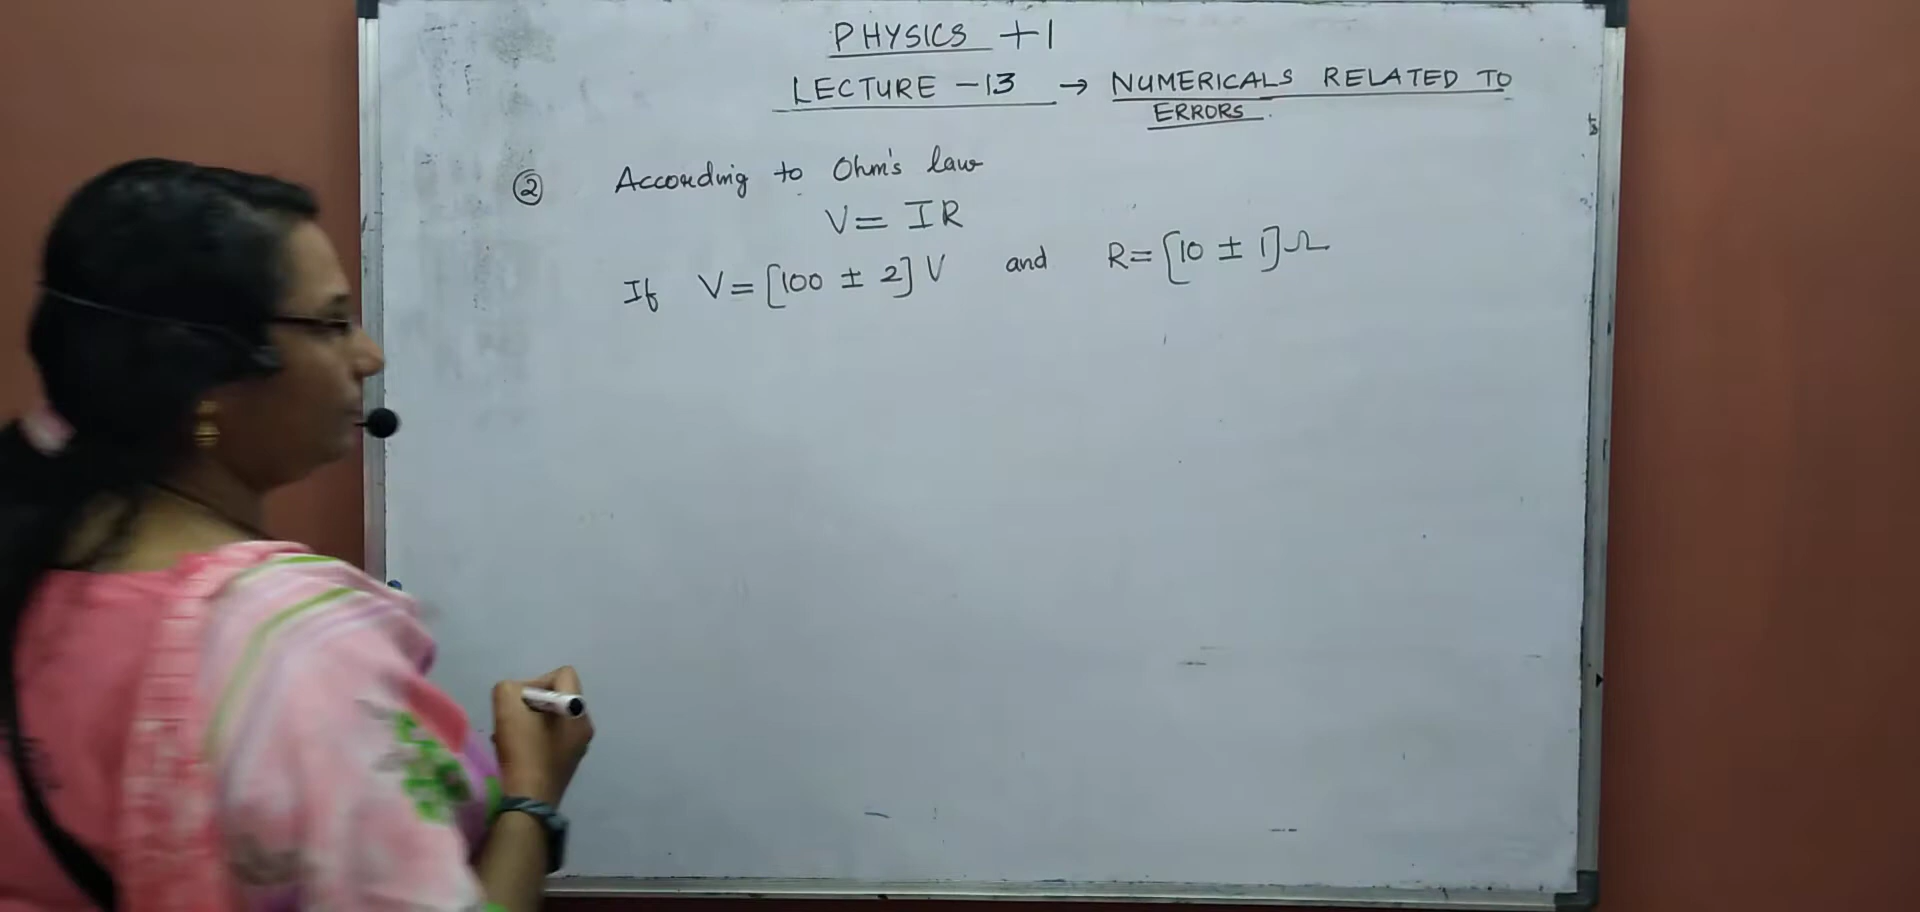 PHYSICS +1
LECTURE -13 → NUMERICALS RELATED TO
ERRORS.
② According to Ohm's law
V = IR
If V = [100 ± 2] V and R = [10 ± 1] Ω